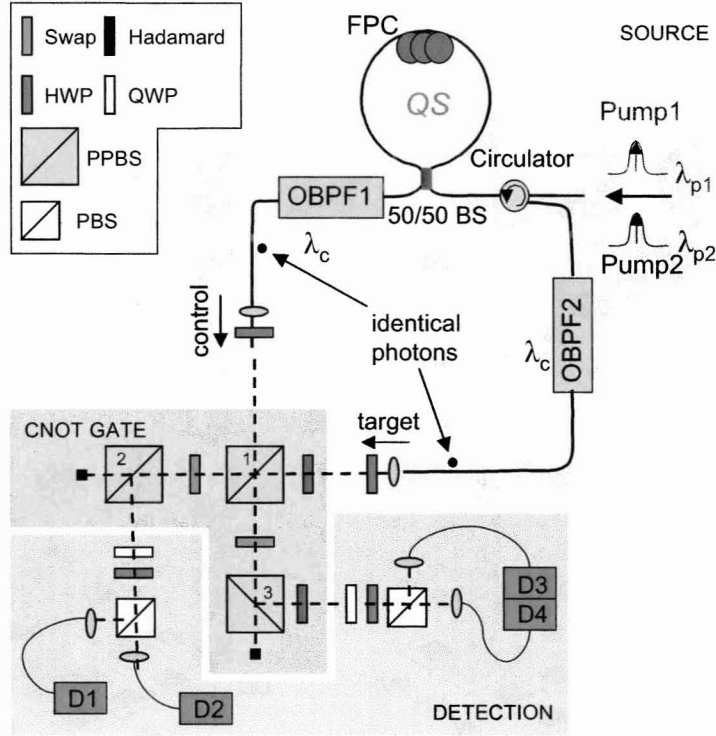 Swap
Hadamard
HWP
QWP
PPBS
PBS
FPC
QS
SOURCE
Pump1
λp1
Circulator
OBPF1
50/50 BS
λp2
Pump2
λc
control
identical
photons
λc
OBPF2
target
CNOT GATE
2
1
3
D3
D4
D1
D2
DETECTION